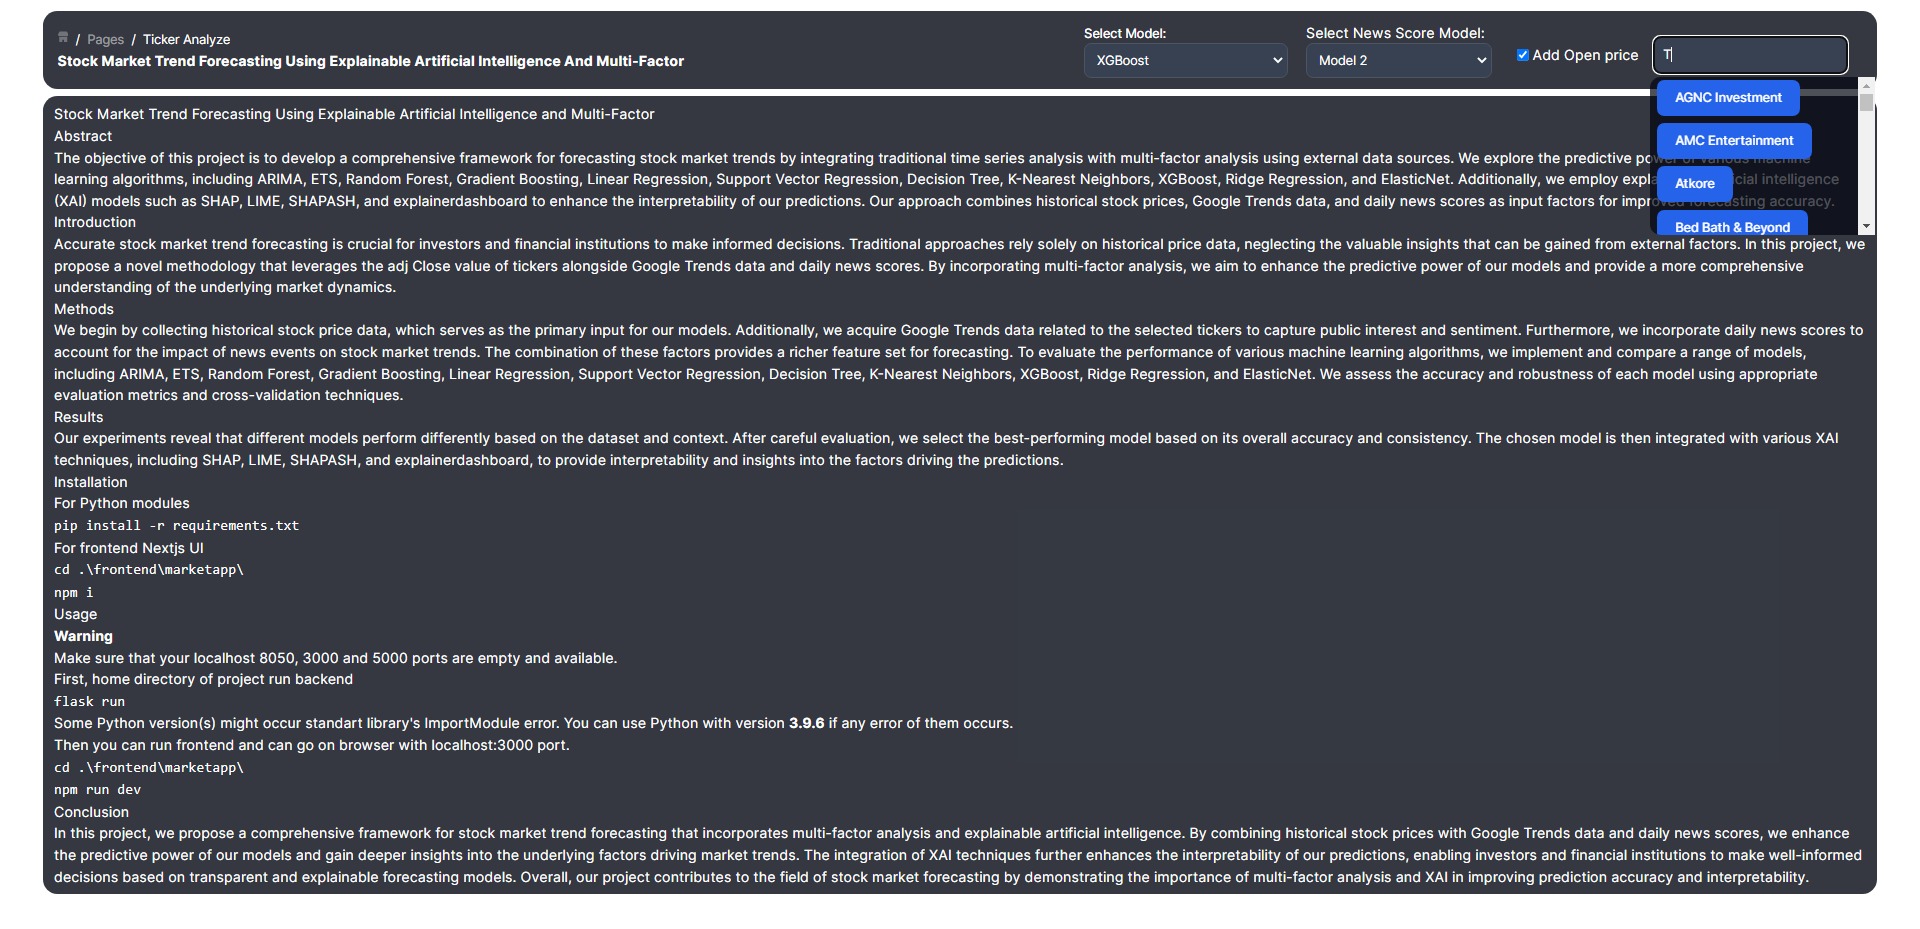 / Pages / Ticker Analyze
Stock Market Trend Forecasting Using Explainable Artificial Intelligence And Multi-Factor
Select Model:
XGBoost
Select News Score Model:
Model 2
Add Open price
T
AGNC Investment
AMC Entertainment
Atkore
Bed Bath & Beyond
Stock Market Trend Forecasting Using Explainable Artificial Intelligence and Multi-Factor
Abstract
The objective of this project is to develop a comprehensive framework for forecasting stock market trends by integrating traditional time series analysis with multi-factor analysis using external data sources. We explore the predictive power of various machine
learning algorithms, including ARIMA, ETS, Random Forest, Gradient Boosting, Linear Regression, Support Vector Regression, Decision Tree, K-Nearest Neighbors, XGBoost, Ridge Regression, and ElasticNet. Additionally, we employ intelligence
(XAI) models such as SHAP, LIME, SHAPASH, and explainerdashboard to enhance the interpretability of our predictions. Our approach combines historical stock prices, Google Trends data, and daily news scores as input factors for improved forecasting accuracy.
Introduction
Accurate stock market trend forecasting is crucial for investors and financial institutions to make informed decisions. Traditional approaches rely solely on historical price data, neglecting the valuable insights that can be gained from external factors. In this project, we
propose a novel methodology that leverages the adj Close value of tickers alongside Google Trends data and daily news scores. By incorporating multi-factor analysis, we aim to enhance the predictive power of our models and provide a more comprehensive
understanding of the underlying market dynamics.
Methods
We begin by collecting historical stock price data, which serves as the primary input for our models. Additionally, we acquire Google Trends data related to the selected tickers to capture public interest and sentiment. Furthermore, we incorporate daily news scores to
account for the impact of news events on stock market trends. The combination of these factors provides a richer feature set for forecasting. To evaluate the performance of various machine learning algorithms, we implement and compare a range of models,
including ARIMA, ETS, Random Forest, Gradient Boosting, Linear Regression, Support Vector Regression, Decision Tree, K-Nearest Neighbors, XGBoost, Ridge Regression, and ElasticNet. We assess the accuracy and robustness of each model using appropriate
evaluation metrics and cross-validation techniques.
Results
Our experiments reveal that different models perform differently based on the dataset and context. After careful evaluation, we select the best-performing model based on its overall accuracy and consistency. The chosen model is then integrated with various XAI
techniques, including SHAP, LIME, SHAPASH, and explainerdashboard, to provide interpretability and insights into the factors driving the predictions.
Installation
For Python modules
pip install -r requirements.txt
For frontend Nextjs UI
cd .\frontend\marketapp\
npm i
Usage
Warning
Make sure that your localhost 8050, 3000 and 5000 ports are empty and available.
First, home directory of project run backend
flask run
Some Python version(s) might occur standart library's ImportModule error. You can use Python with version 3.9.6 if any error of them occurs.
Then you can run frontend and can go on browser with localhost:3000 port.
cd .\frontend\marketapp\
npm run dev
Conclusion
In this project, we propose a comprehensive framework for stock market trend forecasting that incorporates multi-factor analysis and explainable artificial intelligence. By combining historical stock prices with Google Trends data and daily news scores, we enhance
the predictive power of our models and gain deeper insights into the underlying factors driving market trends. The integration of XAI techniques further enhances the interpretability of our predictions, enabling investors and financial institutions to make well-informed
decisions based on transparent and explainable forecasting models. Overall, our project contributes to the field of stock market forecasting by demonstrating the importance of multi-factor analysis and XAI in improving prediction accuracy and interpretability.